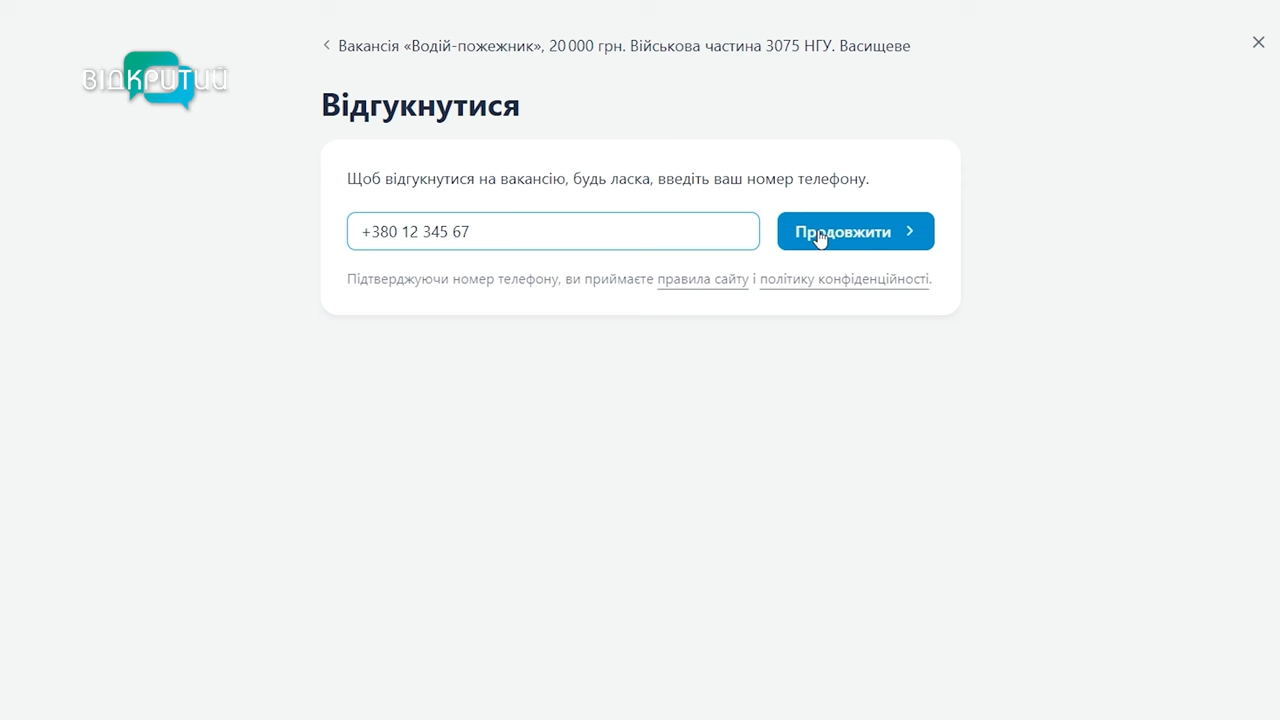 Вакансія «Водій-пожежник», 20 000 грн. Військова частина 3075 НГУ. Васищеве
ВІДКРИТИЙ
Відгукнутися
Щоб відгукнутися на вакансію, будь ласка, введіть ваш номер телефону.
+380 12 345 67
Продовжити
Підтверджуючи номер телефону, ви приймаєте правила сайту і політику конфіденційності.